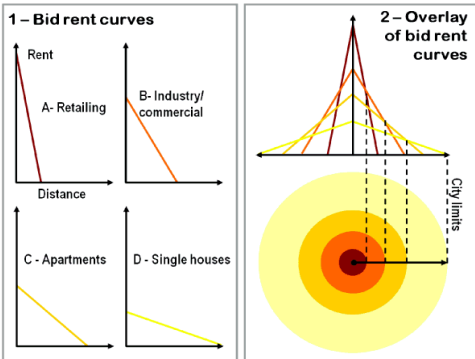 1 – Bid rent curves
Rent
A- Retailing
Distance
B- Industry/
commercial
C - Apartments
D - Single houses
2 – Overlay
of bid rent
curves
City limits